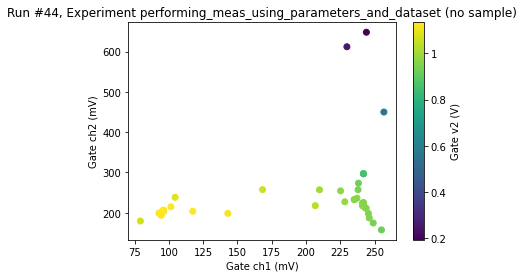 Run #44, Experiment performing_meas_using_parameters_and_dataset (no sample)
600
500
400
300
200
Gate ch2 (mV)
75 100 125 150 175 200 225 250
Gate ch1 (mV)
1
0.8
0.6
0.4
0.2
Gate v2 (V)